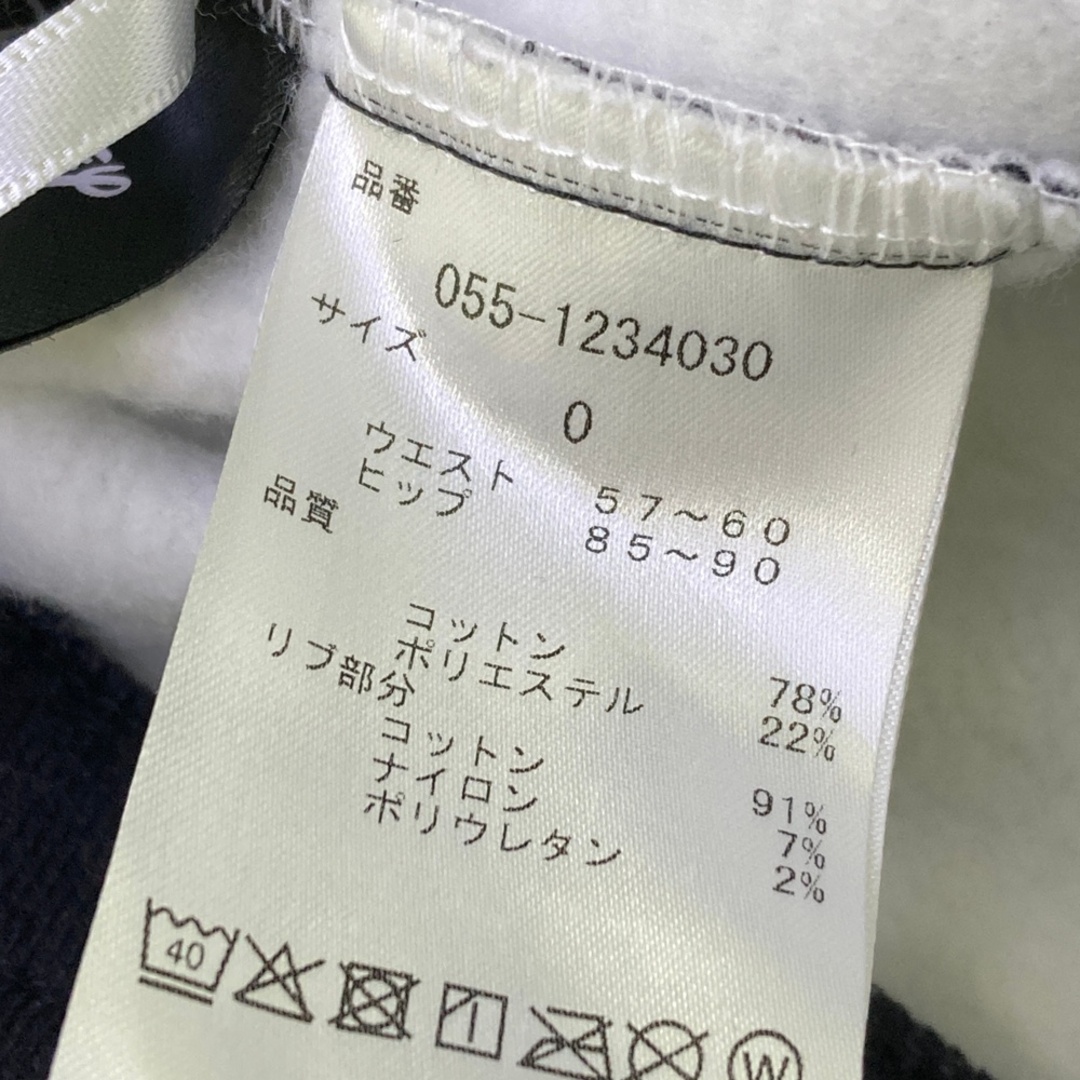 品番
055-1234030
サイズ
0
ウエスト 57〜60
ヒップ 85〜90
品質
コットン 78%
ポリエステル 22%
リブ部分
コットン 91%
ナイロン 7%
ポリウレタン 2%
40
W